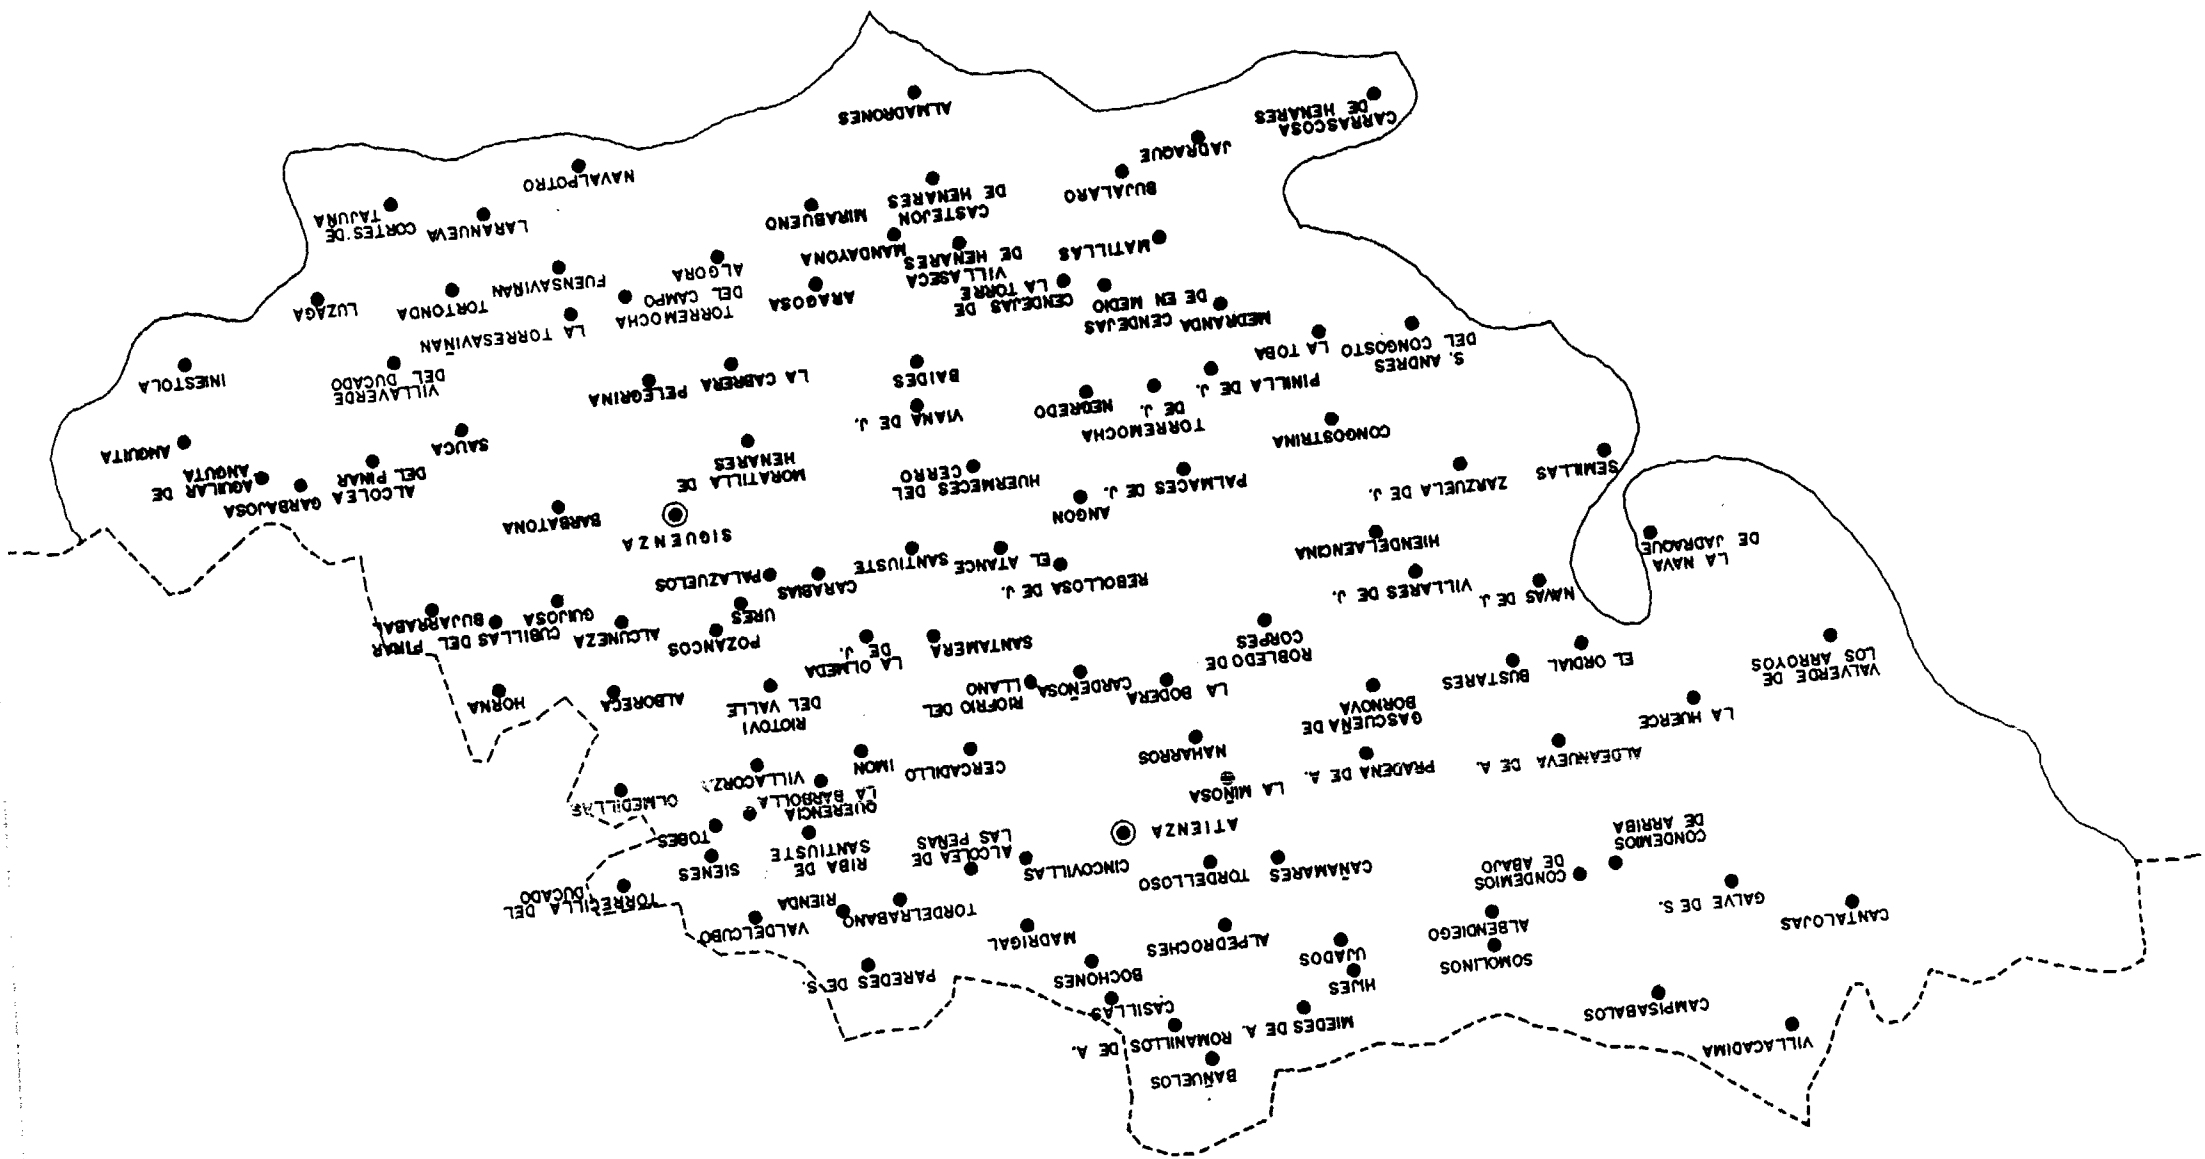 BAÑUELOS
VILLACADIMA
MIEDES DE A.
ROMANILLOS DE A.
CAMPISABALOS
CASILLAS
HIJES
BOCHONES
PAREDES DE S.
SOMOLINOS
UJADOS
ALPEDROCHES
MADRIGAL
ALBENDIEGO
VALDELCUBO
CANTALOJAS
GALVE DE S.
TORDELRABANO
RIENDA
TORRECILLA DEL
DUCADO
CONDEMIOS
DE ABAJO
CAÑAMARES
TORDELLOSO
CINCOVILLAS
ALCOLEA DE
LAS PEÑAS
RIBA DE
SANTIUSTE
SIENES
CONDEMIOS
DE ARRIBA
ATIENZA
TOBES
QUERENCIA
LA BARBOLLA
OLMEDILLAS
LA MIÑOSA
VILLACORZA
IMON
CERCADILLO
PRADENA DE A.
ALDEANUEVA DE A.
NAHARROS
LA HUERCE
GASCUEÑA DE
BORNOVA
RIOTOVI
DEL VALLE
ALBORECA
HORNA
RIOFRIO DEL
LLANO
CARDEÑOSA
LA BODERA
BUSTARES
EL ORDIAL
VALVERDE DE
LOS ARROYOS
ROBLEDO DE
CORPES
LA OLMEDA
DE J.
SANTAMERA
POZANCOS
URES
ALCUNEZA
GUIJOSA
CUBILLAS DEL PINAR
BUJARRABAL
NAVAS DE J.
VILLARES DE J.
REBOLLOSA DE J.
EL ATANCE
SANTIUSTE
CARABIAS
PALAZUELOS
LA NAVA
DE JADRAQUE
HIENDELAENCINA
SIGUENZA
BARBATONA
ANGON
ZARZUELA DE J.
SEMILLAS
PALMACES DE J.
HUERMECES DEL
CERRO
MORATILLA DE
HENARES
ALCOLEA
DEL PINAR
GARBAJOSA
AGUILAR DE
ANGUITA
ANGUITA
SAUCA
CONGOSTRINA
TORREMOCHA
DE J.
NEGREDO
VIANA DE J.
BAIDES
PINILLA DE J.
LA CABRERA
PELEGRINA
VILLAVERDE
DEL DUCADO
INIESTOLA
S. ANDRES
DEL CONGOSTO
LA TOBA
MEDRANDA
CENDEJAS
DE EN MEDIO
CENDEJAS DE
LA TORRE
ARAGOSA
TORREMOCHA
DEL CAMPO
LA TORRESAVIÑAN
FUENSAVIÑAN
TORTONDA
LUZAGA
ALGORA
VILLASECA
DE HENARES
MATILLAS
MANDAYONA
MIRABUENO
CASTEJON
DE HENARES
BUJALARO
LARANUEVA
CORTES DE
TAJUÑA
NAVALPOTRO
JADRAQUE
CARRASCOSA
DE HENARES
ALMADRONES